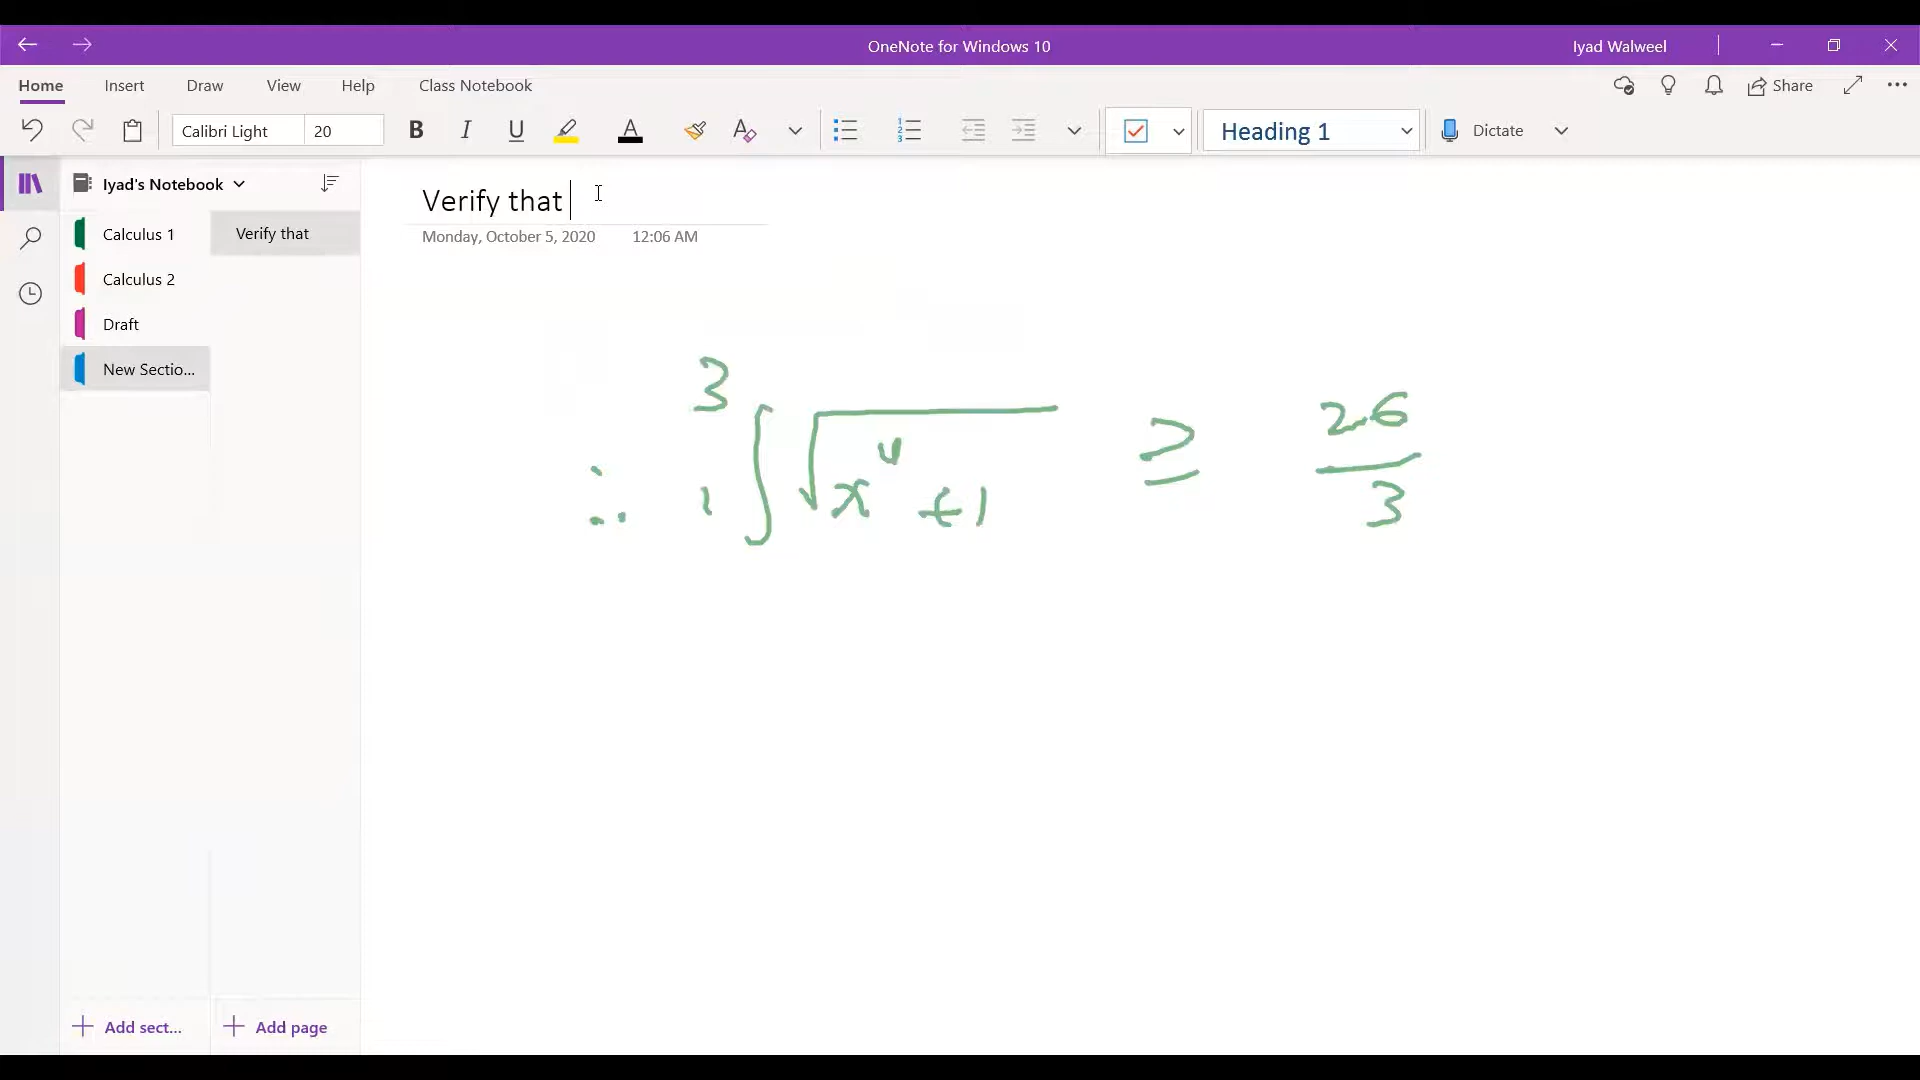 OneNote for Windows 10
Iyad Walweel
Home Insert Draw View Help Class Notebook Share
Calibri Light 20 B I U A Heading 1 Dictate
Iyad's Notebook
Calculus 1
Calculus 2
Draft
New Sectio...
Verify that
Verify that
Monday, October 5, 2020 12:06 AM
∴ ₁∫³ √(x⁴ + 1) ≥ 26/3
Add sect... Add page